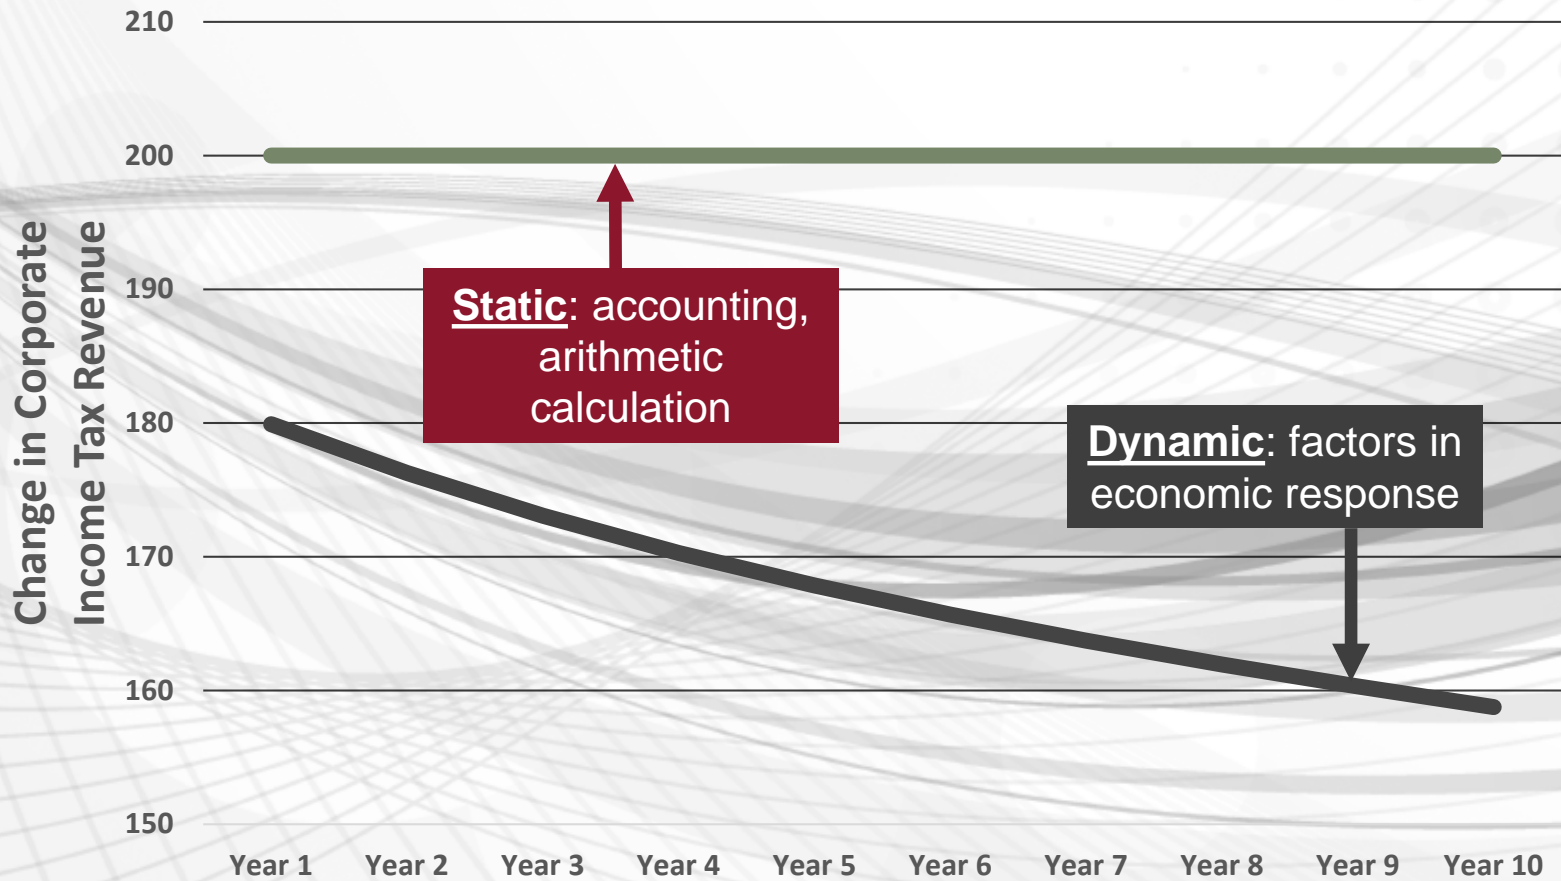 Change in Corporate
Income Tax Revenue
210
200
190
180
170
160
150
Static: accounting,
arithmetic
calculation
Dynamic: factors in
economic response
Year 1 Year 2 Year 3 Year 4 Year 5 Year 6 Year 7 Year 8 Year 9 Year 10